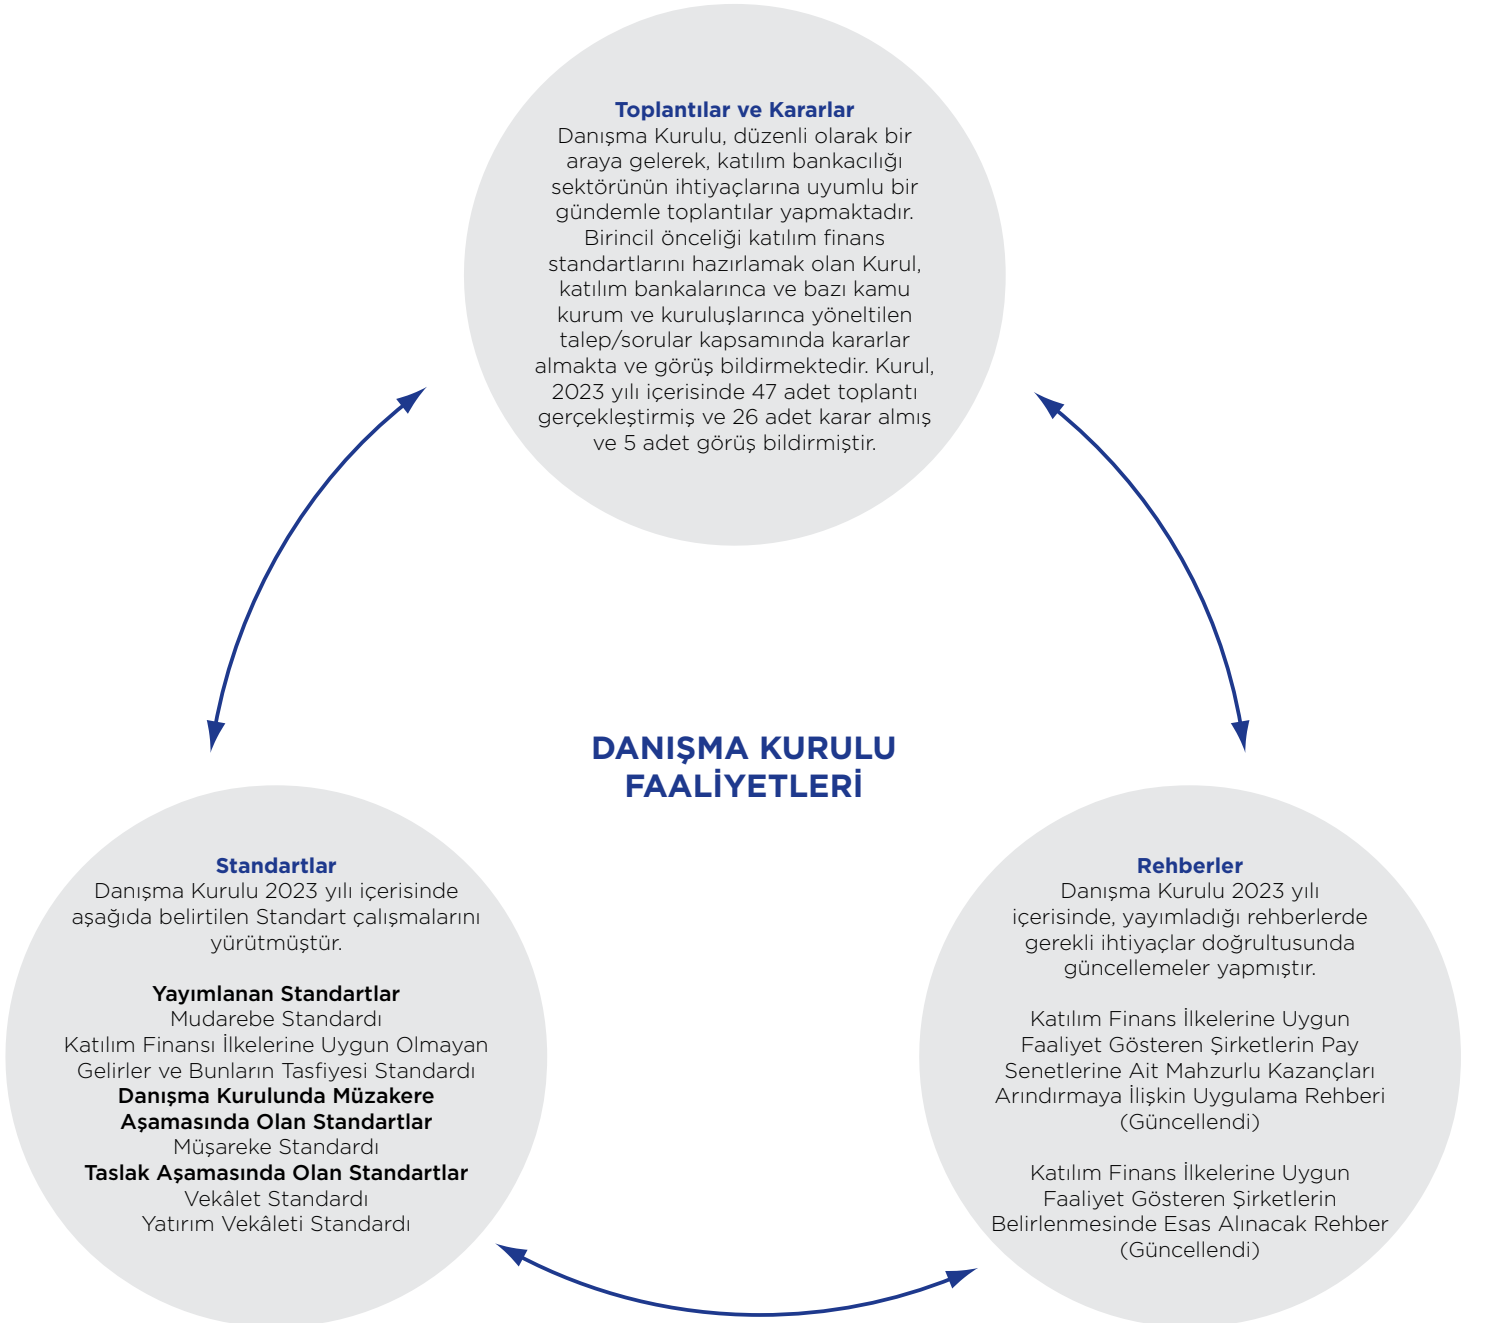 Toplantılar ve Kararlar
Danışma Kurulu, düzenli olarak bir
araya gelerek, katılım bankacılığı
sektörünün ihtiyaçlarına uyumlu bir
gündemle toplantılar yapmaktadır.
Birincil önceliği katılım finans
standartlarını hazırlamak olan Kurul,
katılım bankalarınca ve bazı kamu
kurum ve kuruluşlarınca yöneltilen
talep/sorular kapsamında kararlar
almakta ve görüş bildirmektedir. Kurul,
2023 yılı içerisinde 47 adet toplantı
gerçekleştirmiş ve 26 adet karar almış
ve 5 adet görüş bildirmiştir.
DANIŞMA KURULU
FAALİYETLERİ
Standartlar
Danışma Kurulu 2023 yılı içerisinde
aşağıda belirtilen Standart çalışmalarını
yürütmüştür.
Yayımlanan Standartlar
Mudarebe Standardı
Katılım Finansı İlkelerine Uygun Olmayan
Gelirler ve Bunların Tasfiyesi Standardı
Danışma Kurulunda Müzakere
Aşamasında Olan Standartlar
Müşareke Standardı
Taslak Aşamasında Olan Standartlar
Vekâlet Standardı
Yatırım Vekâleti Standardı
Rehberler
Danışma Kurulu 2023 yılı
içerisinde, yayımladığı rehberlerde
gerekli ihtiyaçlar doğrultusunda
güncellemeler yapmıştır.
Katılım Finans İlkelerine Uygun
Faaliyet Gösteren Şirketlerin Pay
Senetlerine Ait Mahzurlu Kazançları
Arındırmaya İlişkin Uygulama Rehberi
(Güncellendi)
Katılım Finans İlkelerine Uygun
Faaliyet Gösteren Şirketlerin
Belirlenmesinde Esas Alınacak Rehber
(Güncellendi)